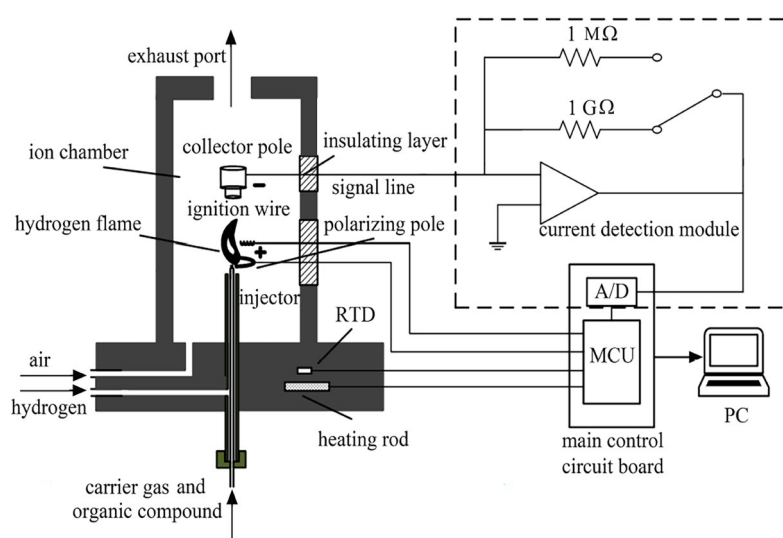 exhaust port
1 MΩ
1 GΩ
ion chamber
collector pole
insulating layer
-
signal line
ignition wire
hydrogen flame
polarizing pole
+
current detection module
injector
A/D
RTD
MCU
air
hydrogen
PC
heating rod
main control
circuit board
carrier gas and
organic compound